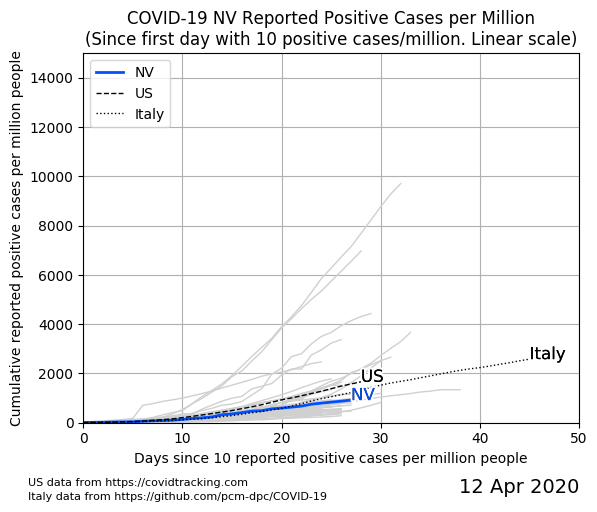 COVID-19 NV Reported Positive Cases per Million
(Since first day with 10 positive cases/million. Linear scale)
Cumulative reported positive cases per million people
14000
12000
10000
8000
6000
4000
2000
0
NV
US
Italy
Italy
US
NV
0 10 20 30 40 50
Days since 10 reported positive cases per million people
US data from https://covidtracking.com
Italy data from https://github.com/pcm-dpc/COVID-19
12 Apr 2020